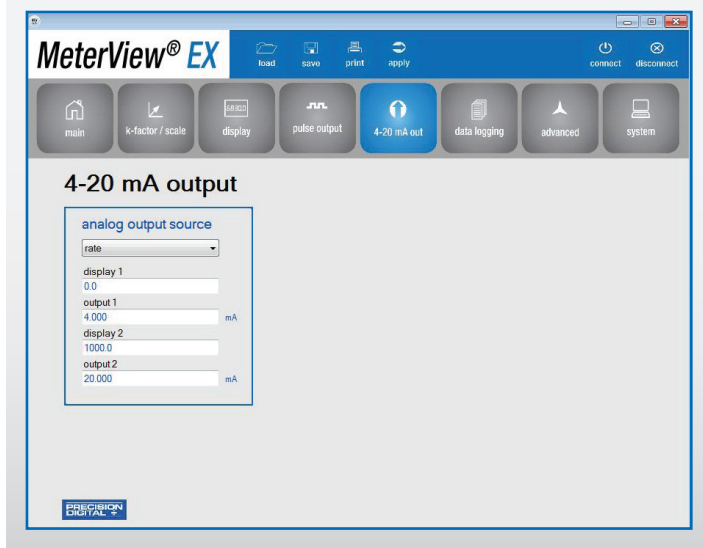 MeterView® EX
load save print apply connect disconnect
main k-factor / scale display pulse output 4-20 mA out data logging advanced system
4-20 mA output
analog output source
rate
display 1
0.0
output 1
4.000 mA
display 2
1000.0
output 2
20.000 mA
PRECISION
DIGITAL